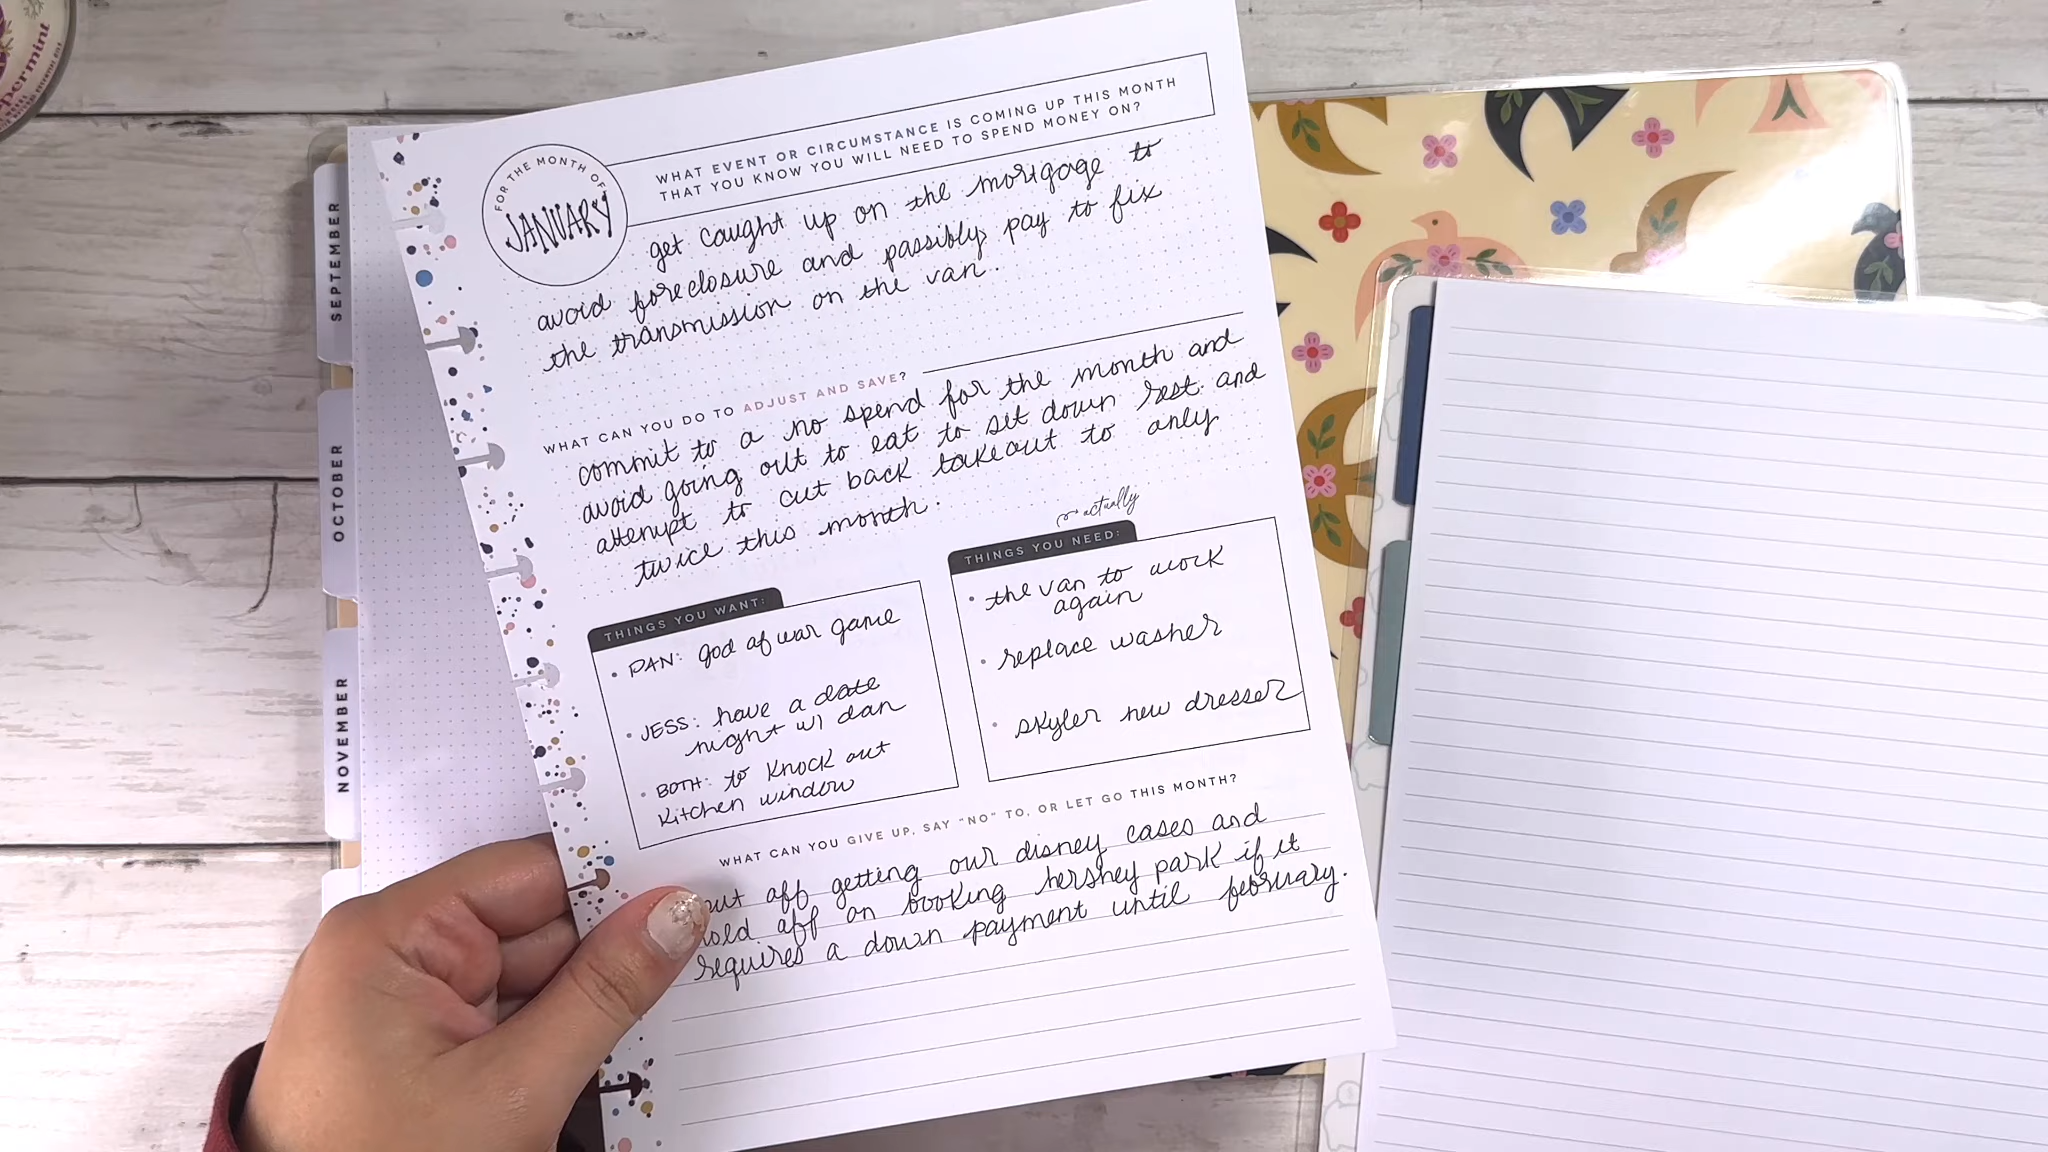 peppermint
SEPTEMBER
OCTOBER
NOVEMBER
FOR THE MONTH OF:
JANUARY
WHAT EVENT OR CIRCUMSTANCE IS COMING UP THIS MONTH
THAT YOU KNOW YOU WILL NEED TO SPEND MONEY ON?
get caught up on the mortgage to
avoid foreclosure and passibly pay to fix
the transmission on the van.
WHAT CAN YOU DO TO ADJUST AND SAVE?
commit to a no spend for the month and
avoid going out to eat to set down rest. and
attempt to cut back takeout to only
twice this month.
THINGS YOU WANT:
• DAN: god of war game
• JESS: have a date
night w/ dan
• BOTH: to knock out
kitchen window
actually
THINGS YOU NEED:
• the van to work
again
• replace washer
• skyler new dresser
WHAT CAN YOU GIVE UP, SAY "NO" TO, OR LET GO THIS MONTH?
put off getting our disney cases and
hold off on booking hershey park if it
requires a down payment until february.